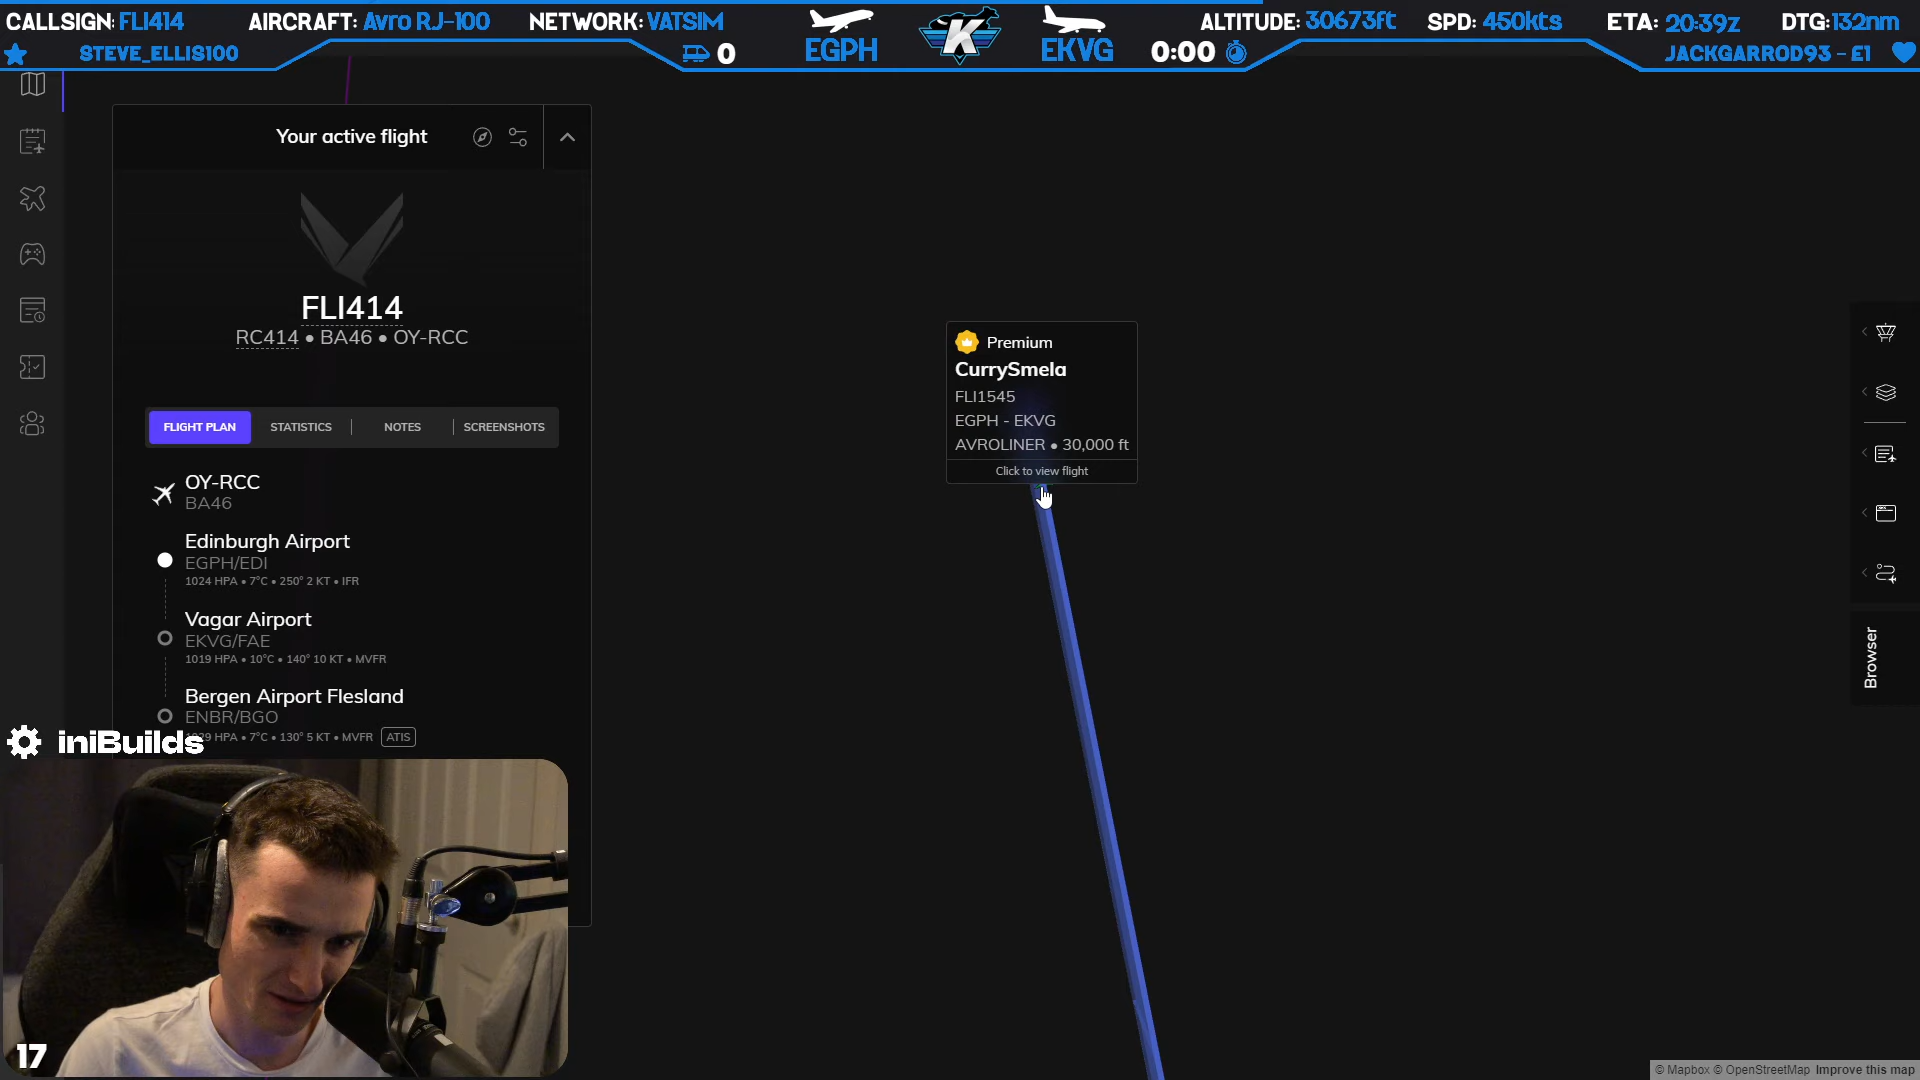 CALLSIGN: FLI414 AIRCRAFT: Avro RJ-100 NETWORK: VATSIM K ALTITUDE: 30673ft SPD: 450kts ETA: 20:39z DTG: 132nm
STEVE_ELLIS100 0 EGPH EKVG 0:00 JACKGARROD93 - £1
Your active flight
FLI414
RC414 • BA46 • OY-RCC
FLIGHT PLAN STATISTICS NOTES SCREENSHOTS
OY-RCC
BA46
Edinburgh Airport
EGPH/EDI
1024 HPA • 7°C • 250° 2 KT • IFR
Vagar Airport
EKVG/FAE
1019 HPA • 10°C • 140° 10 KT • MVFR
Bergen Airport Flesland
ENBR/BGO
HPA • 7°C • 130° 5 KT • MVFR ATIS
iniBuilds
17
Premium
CurrySmela
FLI1545
EGPH - EKVG
AVROLINER • 30,000 ft
Click to view flight
Browser
© Mapbox © OpenStreetMap Improve this map